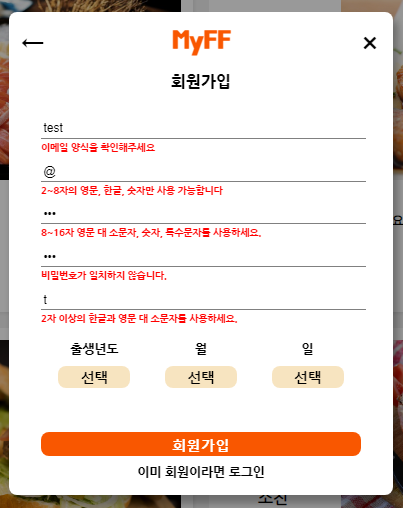 ←
MyFF
×
회원가입
test
이메일 양식을 확인해주세요
@
2~8자의 영문, 한글, 숫자만 사용 가능합니다
•••
8~16자 영문 대 소문자, 숫자, 특수문자를 사용하세요.
•••
비밀번호가 일치하지 않습니다.
t
2자 이상의 한글과 영문 대 소문자를 사용하세요.
출생년도 월 일
선택 선택 선택
회원가입
이미 회원이라면 로그인
요